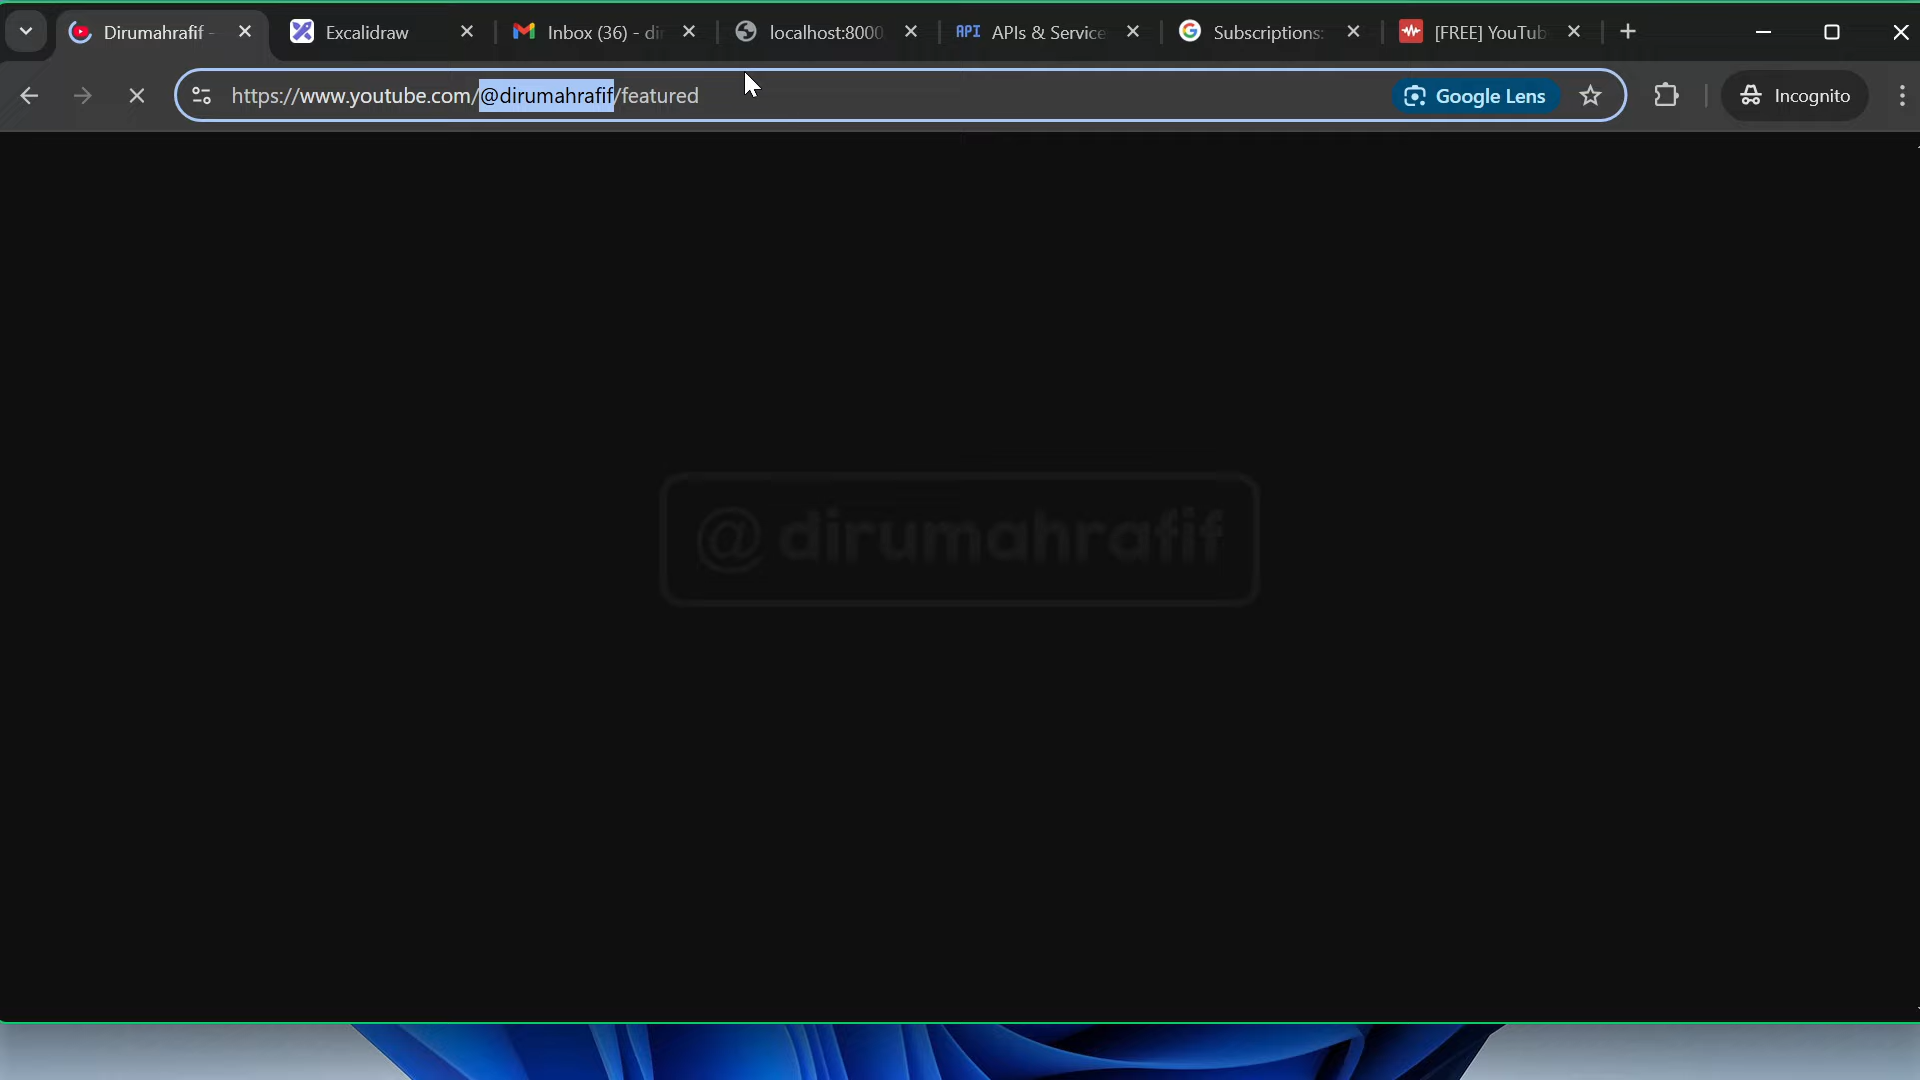 Dirumahrafif -
Excalidraw
Inbox (36) - di
localhost:8000
API APIs & Service
Subscriptions:
[FREE] YouTub
https://www.youtube.com/@dirumahrafif/featured
Google Lens
Incognito
@dirumahrafif